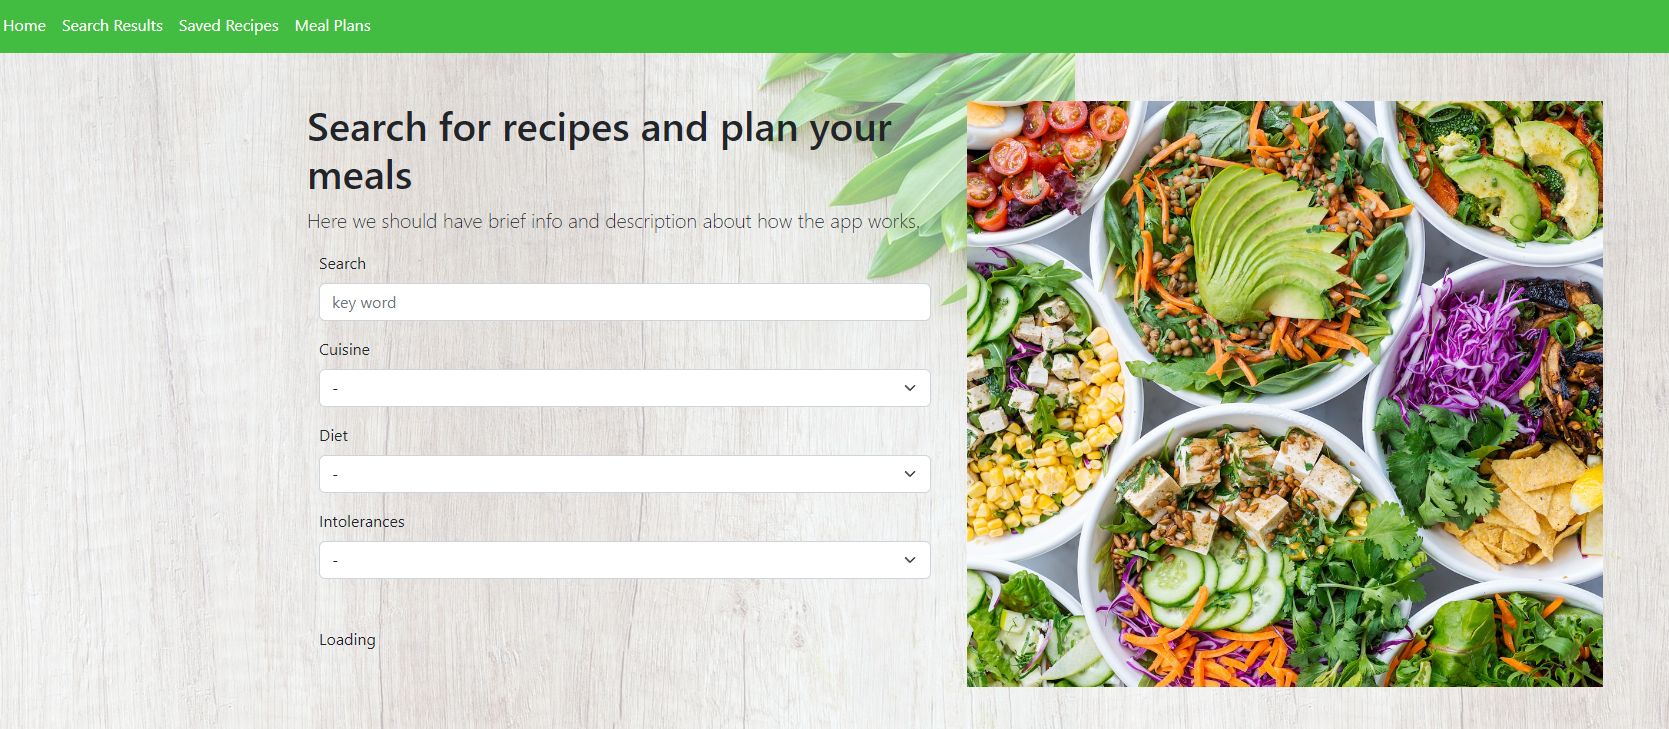 Home Search Results Saved Recipes Meal Plans
Search for recipes and plan your
meals
Here we should have brief info and description about how the app works.
Search
key word
Cuisine
-
Diet
-
Intolerances
-
Loading